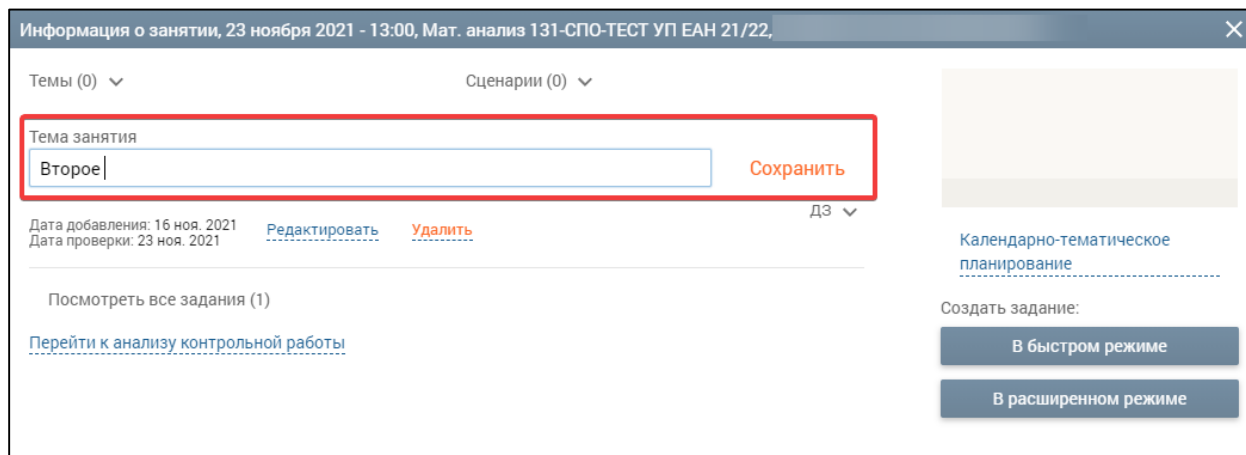 Информация о занятии, 23 ноября 2021 - 13:00, Мат. анализ 131-СПО-ТЕСТ УП ЕАН 21/22,
Темы (0)
Сценарии (0)
Тема занятия
Второе
Сохранить
ДЗ
Дата добавления: 16 ноя. 2021
Дата проверки: 23 ноя. 2021
Редактировать
Удалить
Посмотреть все задания (1)
Перейти к анализу контрольной работы
Календарно-тематическое
планирование
Создать задание:
В быстром режиме
В расширенном режиме